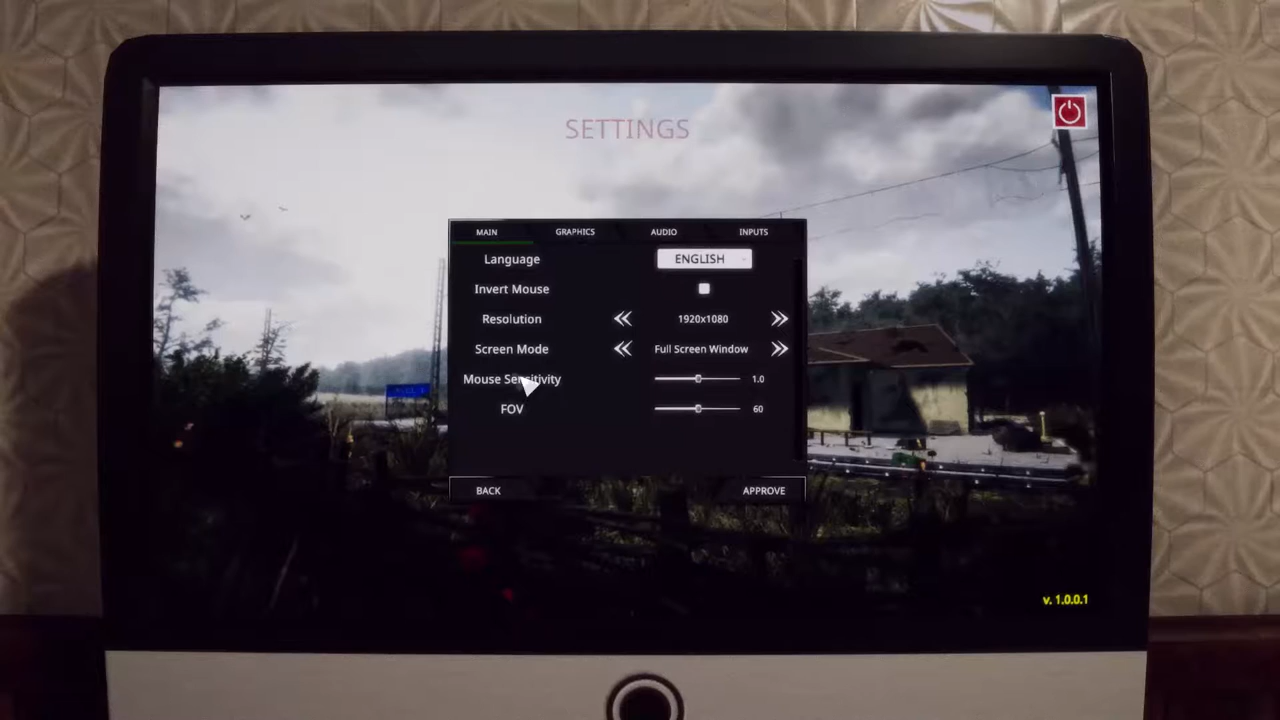 SETTINGS
MAIN GRAPHICS AUDIO INPUTS
Language ENGLISH
Invert Mouse
Resolution 1920x1080
Screen Mode Full Screen Window
Mouse Sensitivity 1.0
FOV 60
BACK APPROVE
v. 1.0.0.1